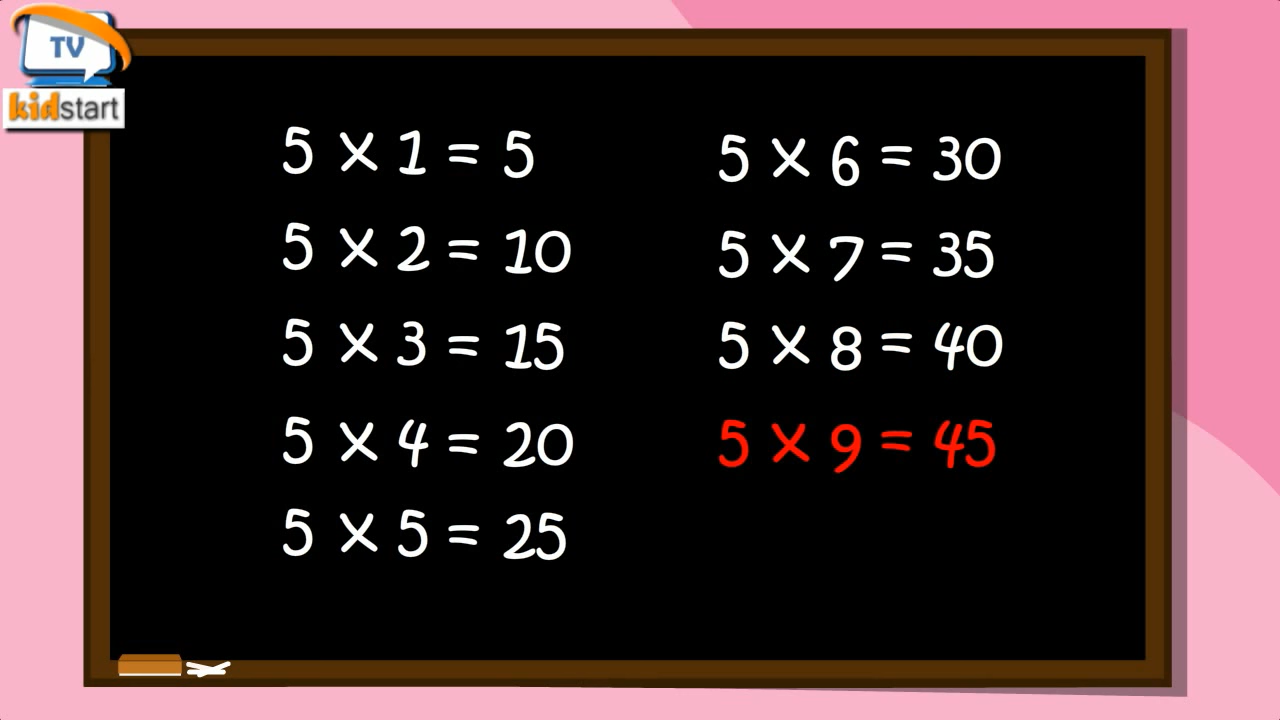 TV
kidstart
5 × 1 = 5
5 × 2 = 10
5 × 3 = 15
5 × 4 = 20
5 × 5 = 25
5 × 6 = 30
5 × 7 = 35
5 × 8 = 40
5 × 9 = 45